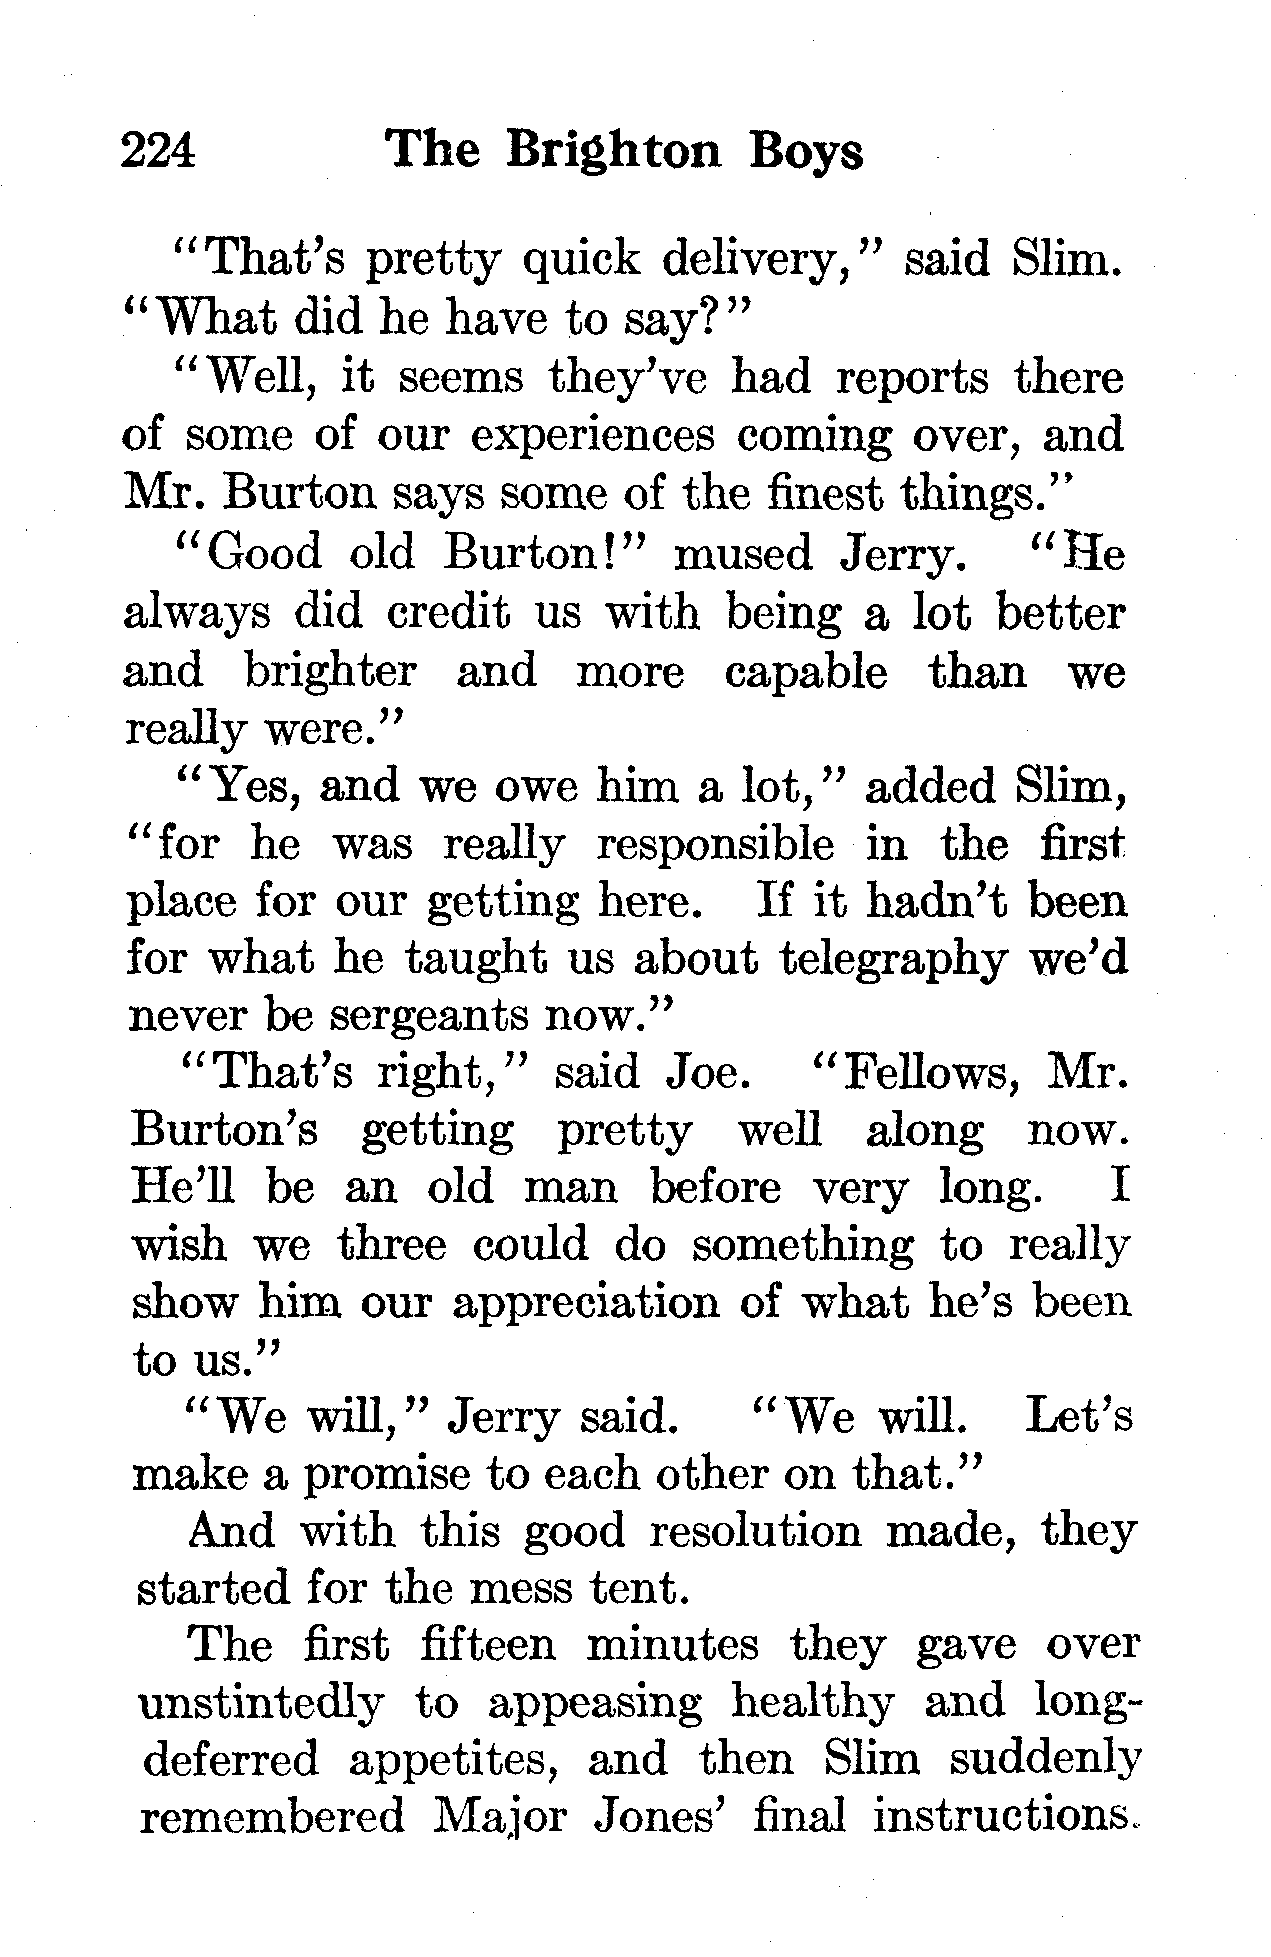 224 The Brighton Boys
"That's pretty quick delivery," said Slim.
"What did he have to say?"
"Well, it seems they've had reports there
of some of our experiences coming over, and
Mr. Burton says some of the finest things."
"Good old Burton!" mused Jerry. "He
always did credit us with being a lot better
and brighter and more capable than we
really were."
"Yes, and we owe him a lot," added Slim,
"for he was really responsible in the first
place for our getting here. If it hadn't been
for what he taught us about telegraphy we'd
never be sergeants now."
"That's right," said Joe. "Fellows, Mr.
Burton's getting pretty well along now.
He'll be an old man before very long. I
wish we three could do something to really
show him our appreciation of what he's been
to us."
"We will," Jerry said. "We will. Let's
make a promise to each other on that."
And with this good resolution made, they
started for the mess tent.
The first fifteen minutes they gave over
unstintedly to appeasing healthy and long-
deferred appetites, and then Slim suddenly
remembered Major Jones' final instructions.